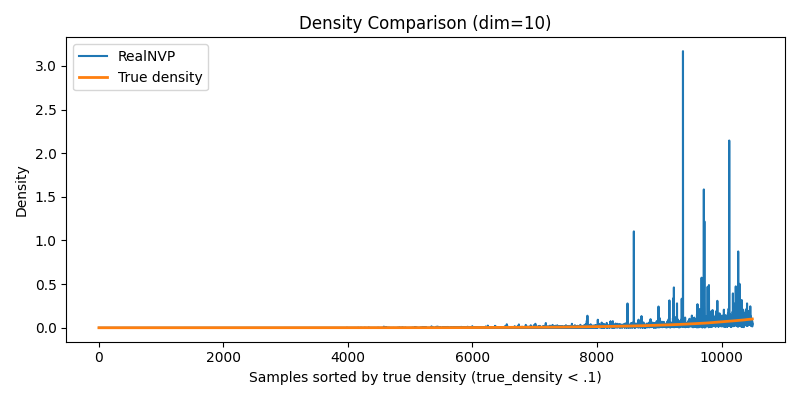 Density Comparison (dim=10)
RealNVP
True density
Density
3.0
2.5
2.0
1.5
1.0
0.5
0.0
0
2000
4000
6000
8000
10000
Samples sorted by true density (true_density < .1)